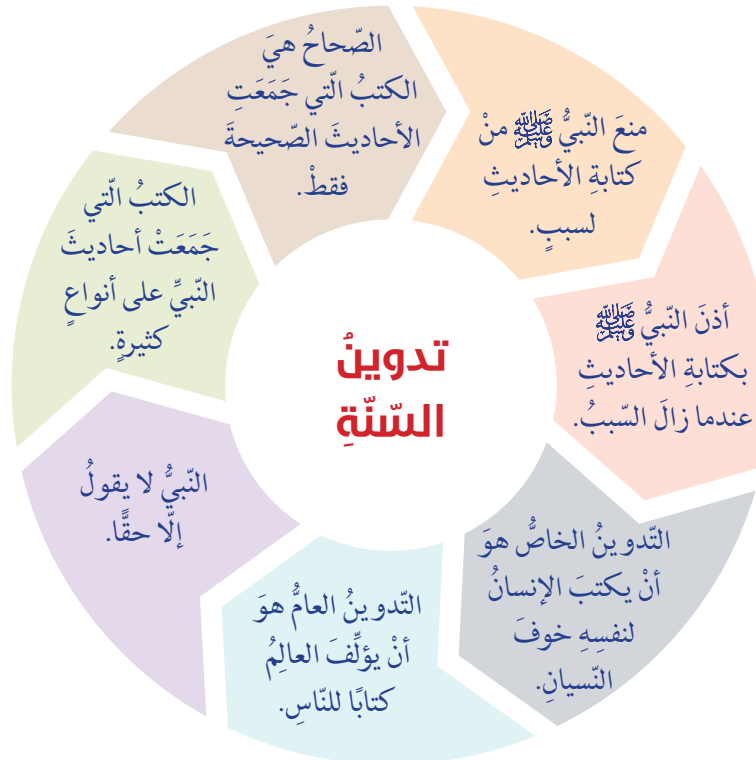 تدوينُ
السّنّةِ
منعَ النّبيُّ ﷺ منْ
كتابةِ الأحاديثِ
لسببٍ.
أذنَ النّبيُّ ﷺ
بكتابةِ الأحاديثِ
عندما زالَ السّببُ.
التّدوينُ الخاصُّ هوَ
أنْ يكتبَ الإنسانُ
لنفسِهِ خوفَ
النّسيانِ.
التّدوينُ العامُّ هوَ
أنْ يؤلِّفَ العالِمُ
كتابًا للنّاسِ.
النّبيُّ لا يقولُ
إلّا حقًّا.
الكتبُ الّتي
جَمَعَتْ أحاديثَ
النّبيِّ على أنواعٍ
كثيرةٍ.
الصّحاحُ هيَ
الكتبُ الّتي جَمَعَتِ
الأحاديثَ الصّحيحةَ
فقطْ.